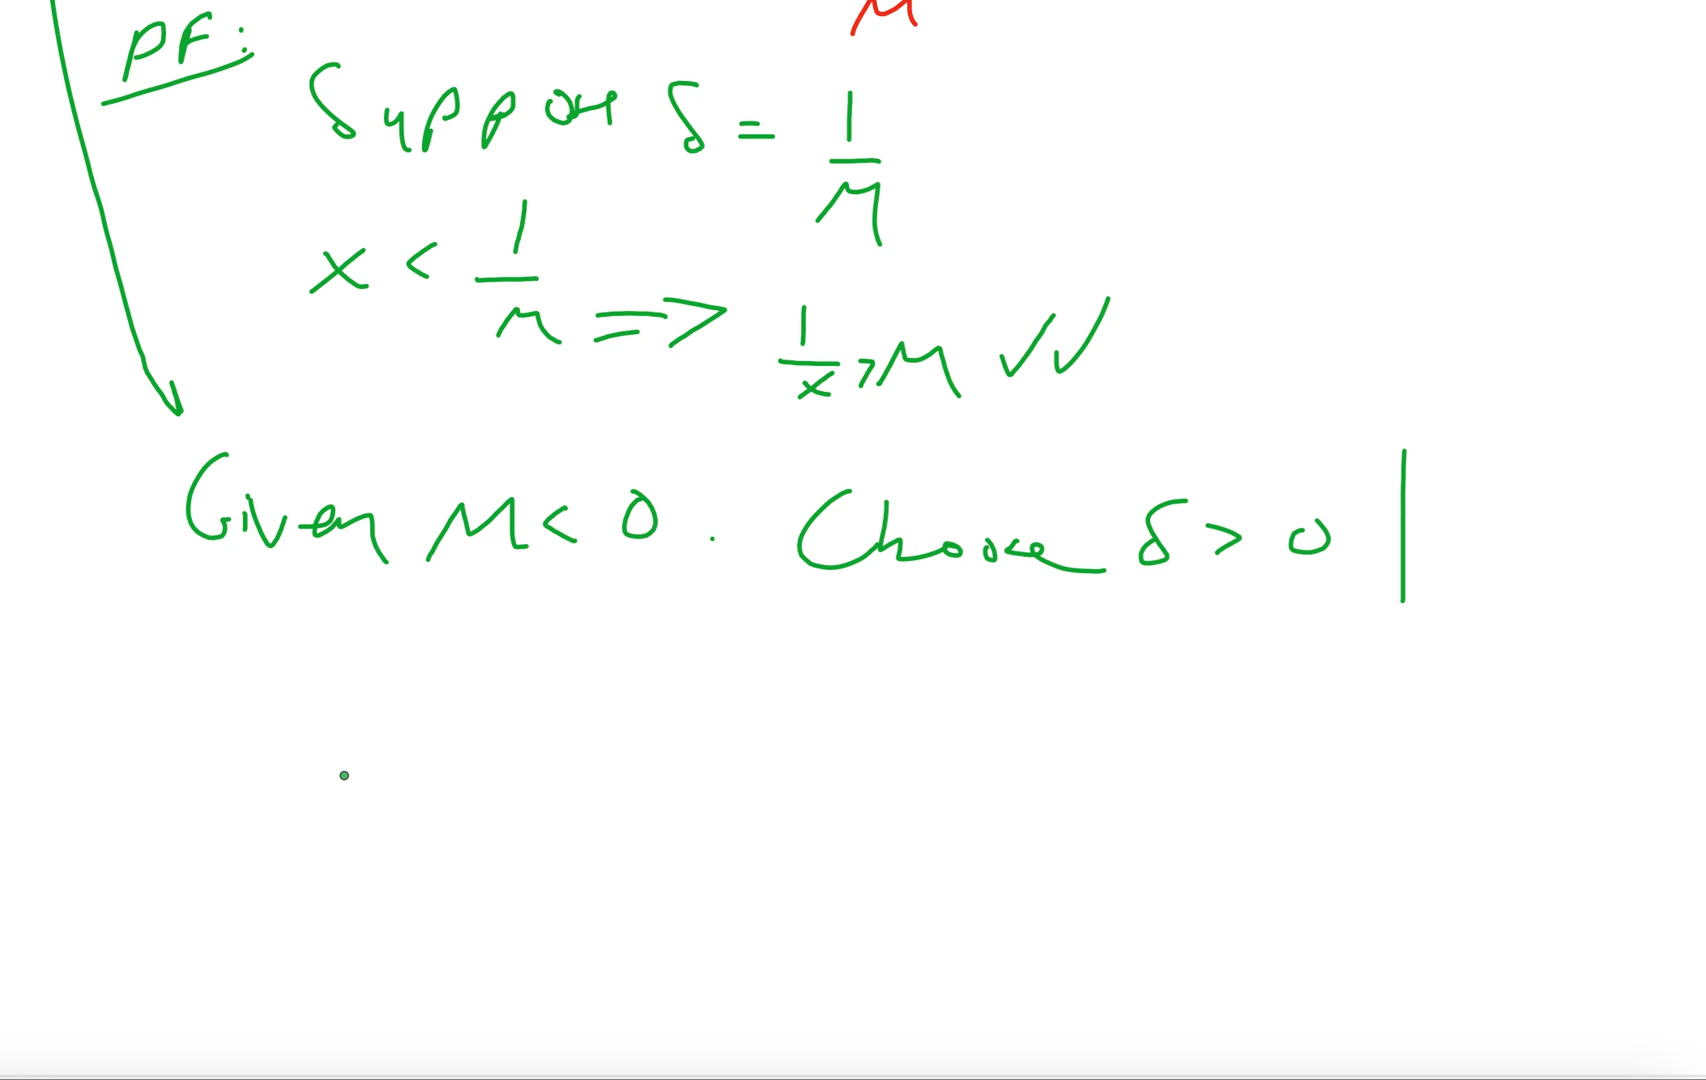 M
PF:
Suppose δ = 1/M
x < 1/M => 1/x > M ✓✓
Given M < 0. Choose δ > 0 |